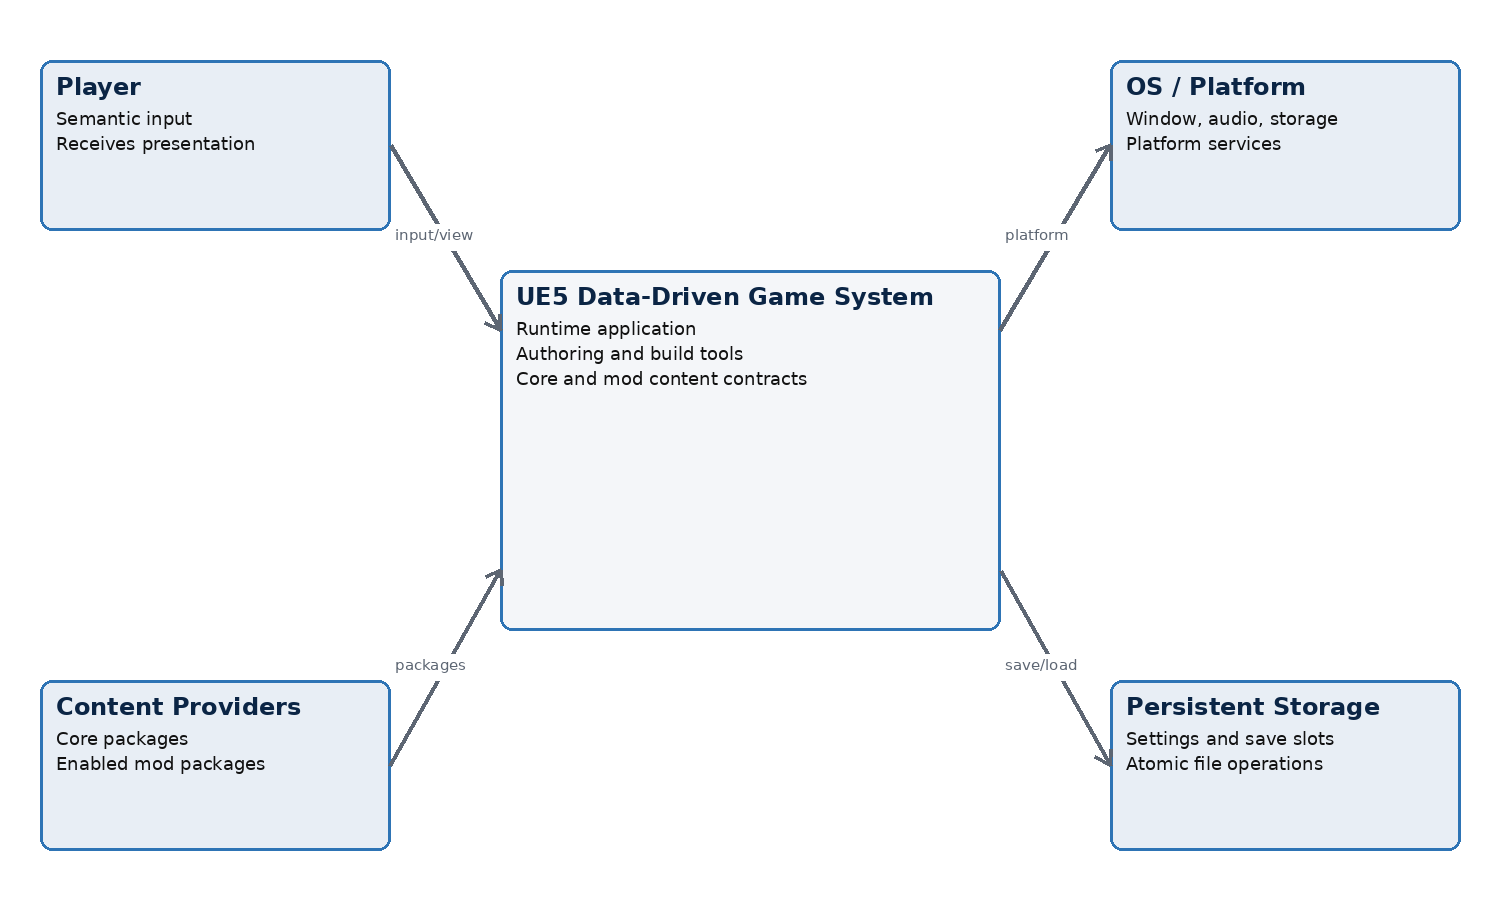 Player
Semantic input
Receives presentation
OS / Platform
Window, audio, storage
Platform services
input/view
platform
UE5 Data-Driven Game System
Runtime application
Authoring and build tools
Core and mod content contracts
packages
save/load
Content Providers
Core packages
Enabled mod packages
Persistent Storage
Settings and save slots
Atomic file operations